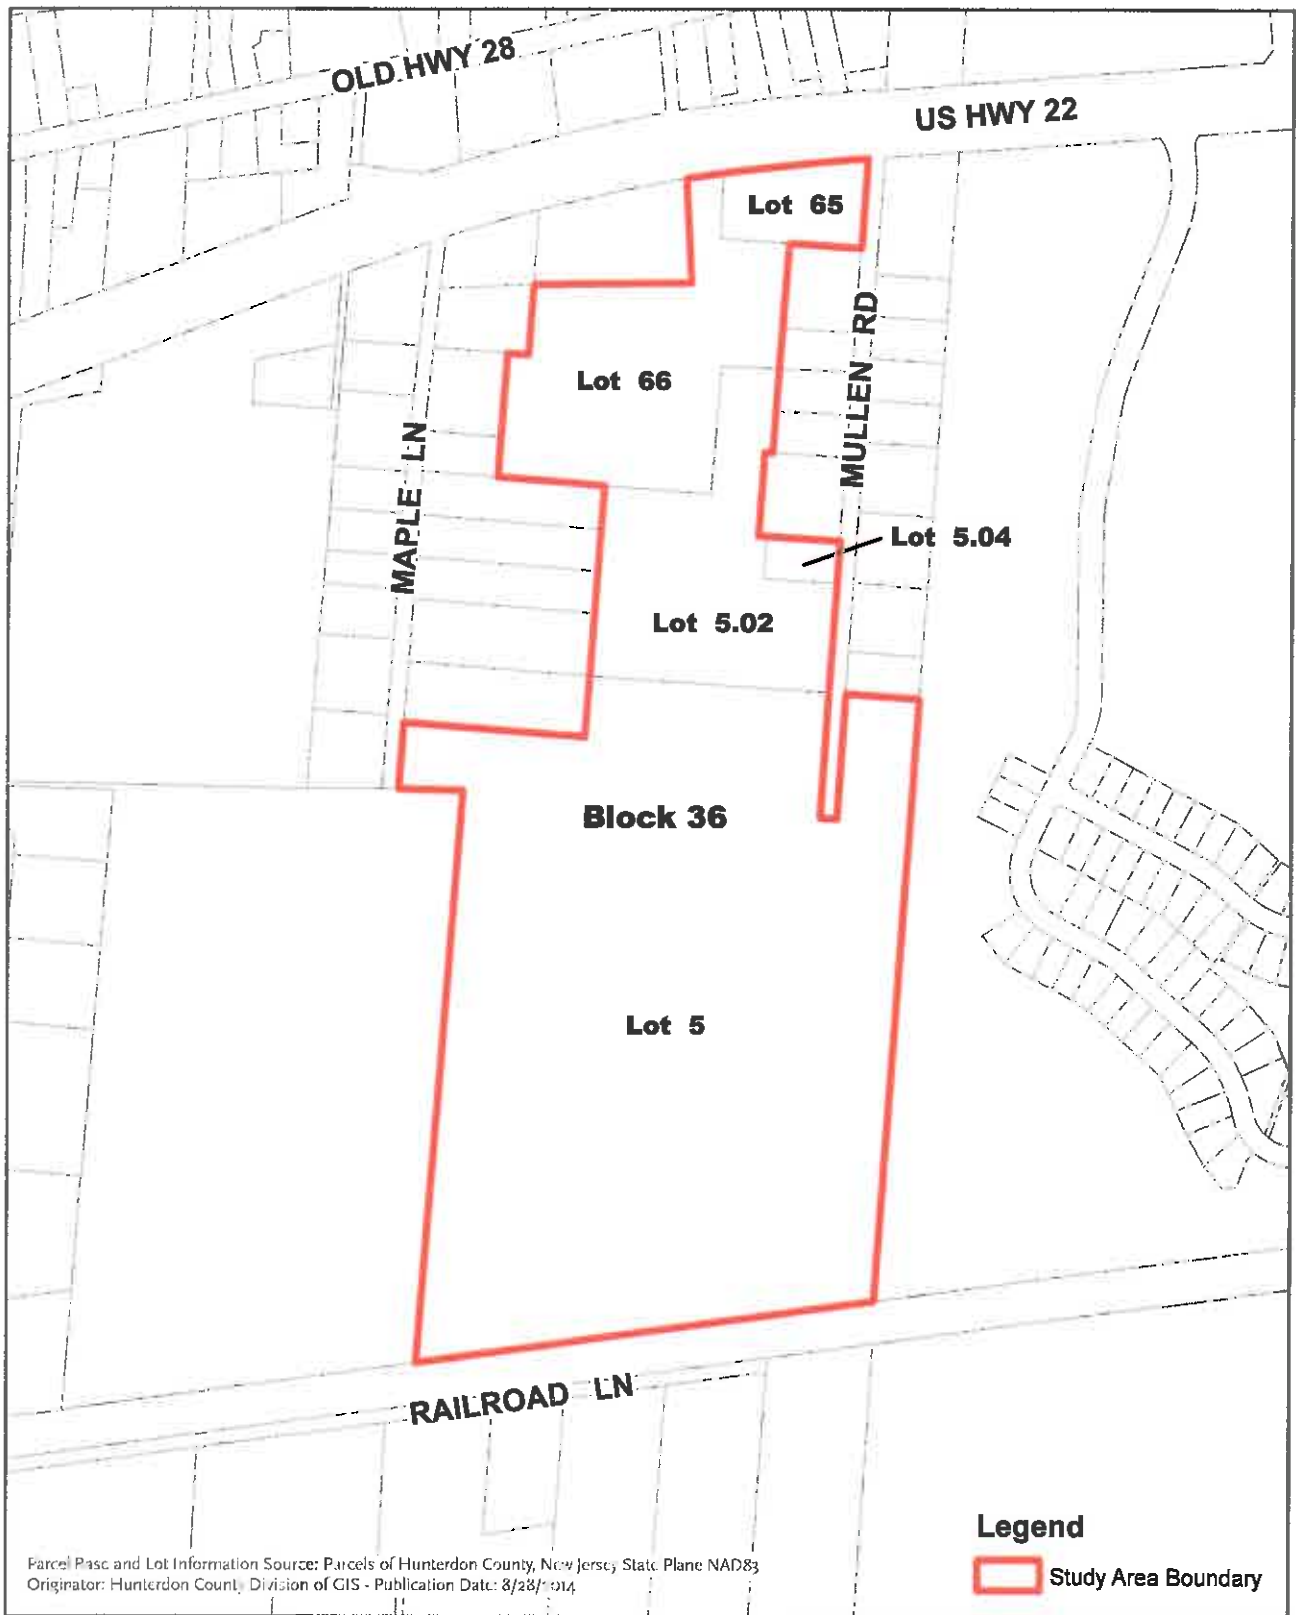 OLD HWY 28
US HWY 22
Lot 65
MULLEN RD
Lot 66
MAPLE LN
Lot 5.04
Lot 5.02
Block 36
Lot 5
RAILROAD LN
Legend
Study Area Boundary
Parcel and Lot Information Source: Parcels of Hunterdon County, New Jersey State Plane NAD83
Originator: Hunterdon County Division of GIS - Publication Date: 8/28/2014